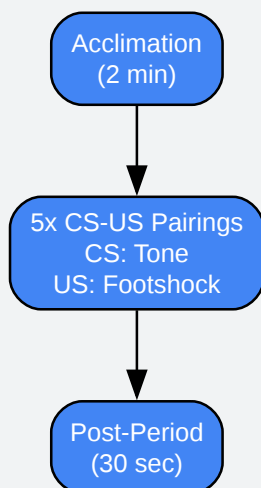 Acclimation
(2 min)
5x CS-US Pairings
CS: Tone
US: Footshock
Post-Period
(30 sec)